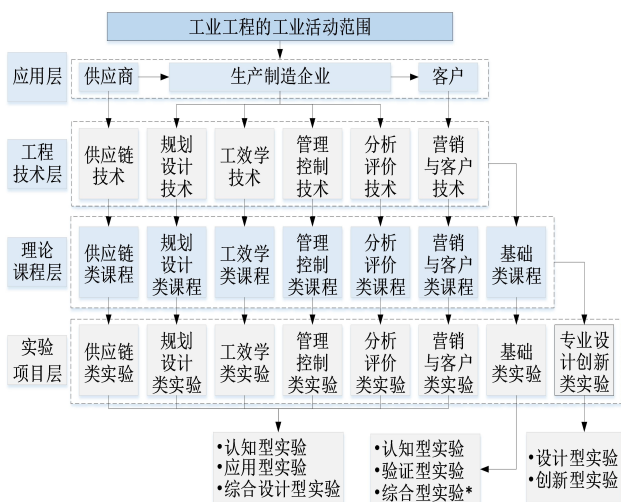 工业工程的工业活动范围
应用层
供应商
生产制造企业
客户
工程
技术层
供应链
技术
规划
设计
技术
工效学
技术
管理
控制
技术
分析
评价
技术
营销
与客户
技术
理论
课程层
供应链
类课程
规划
设计
类课程
工效学
类课程
管理
控制
类课程
分析
评价
类课程
营销
与客户
类课程
基础
类课程
实验
项目层
供应链
类实验
规划
设计
类实验
工效学
类实验
管理
控制
类实验
分析
评价
类实验
营销
与客户
类实验
基础
类实验
专业设
计创新
类实验
•认知型实验
•应用型实验
•综合设计型实验
•认知型实验
•验证型实验
•综合型实验*
•设计型实验
•创新型实验